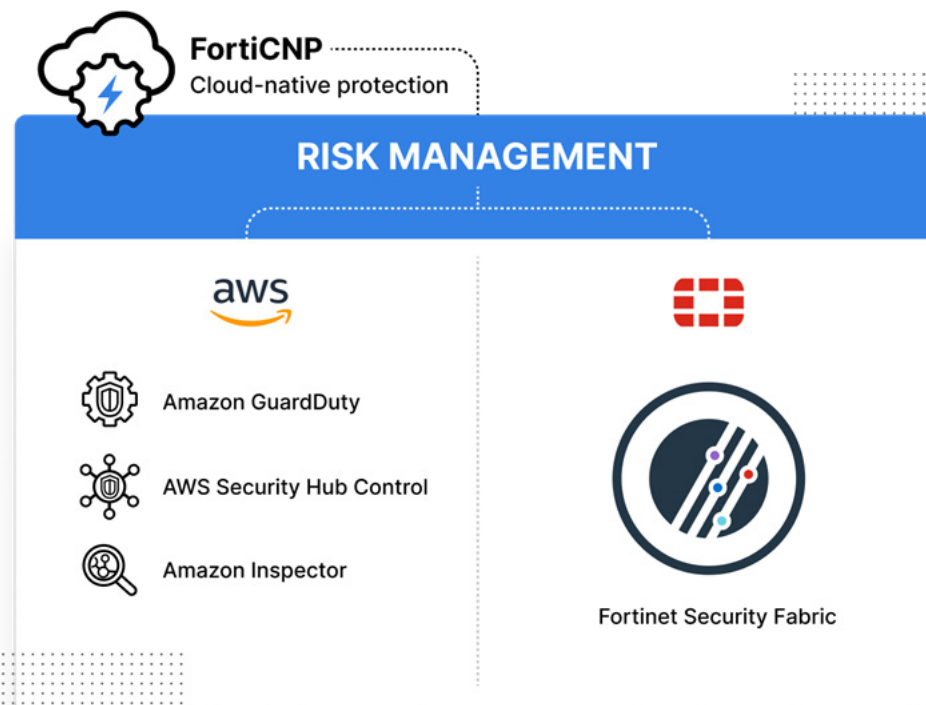 FortiCNP
Cloud-native protection
RISK MANAGEMENT
aws
Amazon GuardDuty
AWS Security Hub Control
Amazon Inspector
Fortinet Security Fabric